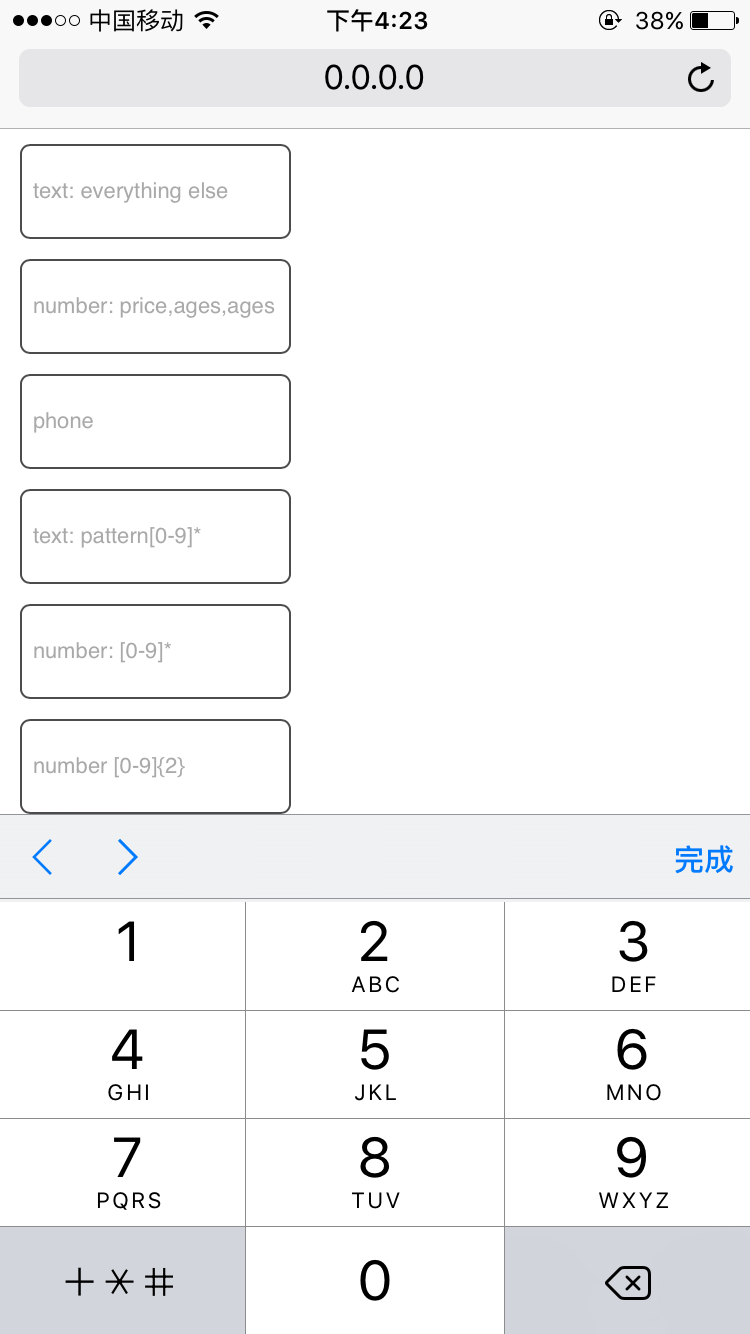 中国移动 下午4:23 38%
0.0.0.0
text: everything else
number: price,ages,ages
phone
text: pattern[0-9]*
number: [0-9]*
number [0-9]{2}
完成
1 2 3
ABC DEF
4 5 6
GHI JKL MNO
7 8 9
PQRS TUV WXYZ
+ * # 0